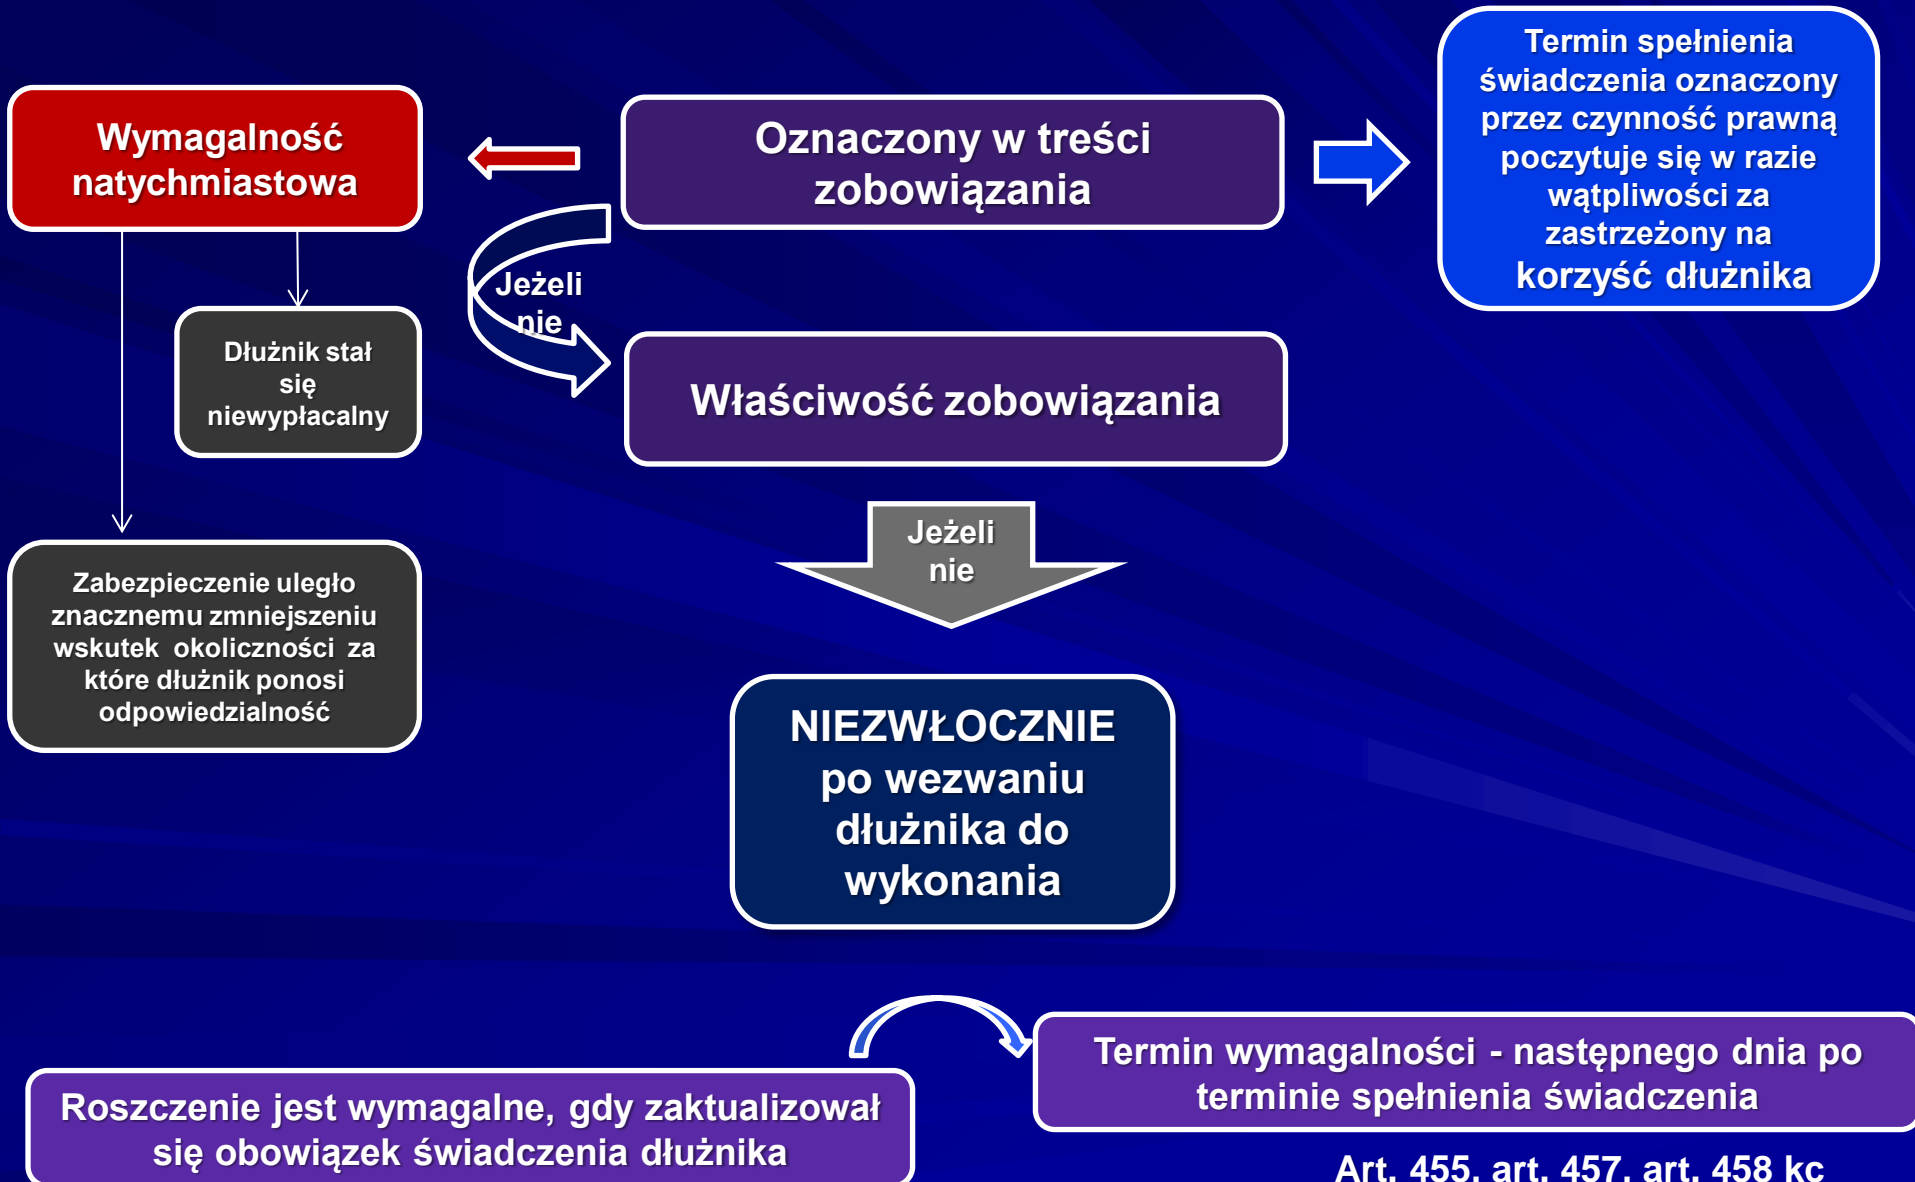 Wymagalność
natychmiastowa
Oznaczony w treści
zobowiązania
Termin spełnienia
świadczenia oznaczony
przez czynność prawną
poczytuje się w razie
wątpliwości za
zastrzeżony na
korzyść dłużnika
Jeżeli
nie
Dłużnik stał
się
niewypłacalny
Właściwość zobowiązania
Zabezpieczenie uległo
znacznemu zmniejszeniu
wskutek okoliczności za
które dłużnik ponosi
odpowiedzialność
Jeżeli
nie
NIEZWŁOCZNIE
po wezwaniu
dłużnika do
wykonania
Roszczenie jest wymagalne, gdy zaktualizował
się obowiązek świadczenia dłużnika
Termin wymagalności - następnego dnia po
terminie spełnienia świadczenia
Art. 455, art. 457, art. 458 kc